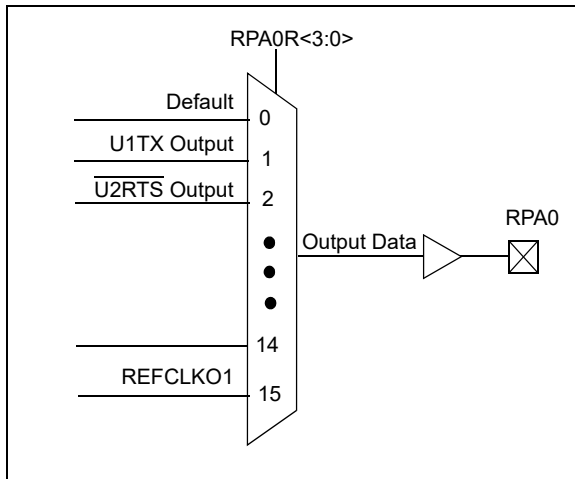 RPA0R<3:0>
Default
0
U1TX Output
1
U2RTS Output
2
RPA0
Output Data
14
REFCLKO1
15